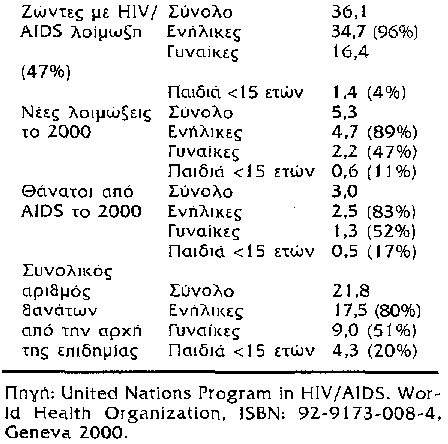 Ζώντες με HIV/ Σύνολο 36,1
AIDS λοίμωξη Ενήλικες 34,7 (96%)
Γυναίκες 16,4
(47%)
Παιδιά <15 ετών 1,4 (4%)
Νέες λοιμώξεις Σύνολο 5,3
το 2000 Ενήλικες 4,7 (89%)
Γυναίκες 2,2 (47%)
Παιδιά <15 ετών 0,6 (11%)
Θάνατοι από Σύνολο 3,0
AIDS το 2000 Ενήλικες 2,5 (83%)
Γυναίκες 1,3 (52%)
Παιδιά <15 ετών 0,5 (17%)
Συνολικός
αριθμός Σύνολο 21,8
θανάτων Ενήλικες 17,5 (80%)
από την αρχή Γυναίκες 9,0 (51%)
της επιδημίας Παιδιά <15 ετών 4,3 (20%)
Πηγή: United Nations Program in HIV/AIDS. Wor-
ld Health Organization, ISBN: 92-9173-008-4,
Geneva 2000.